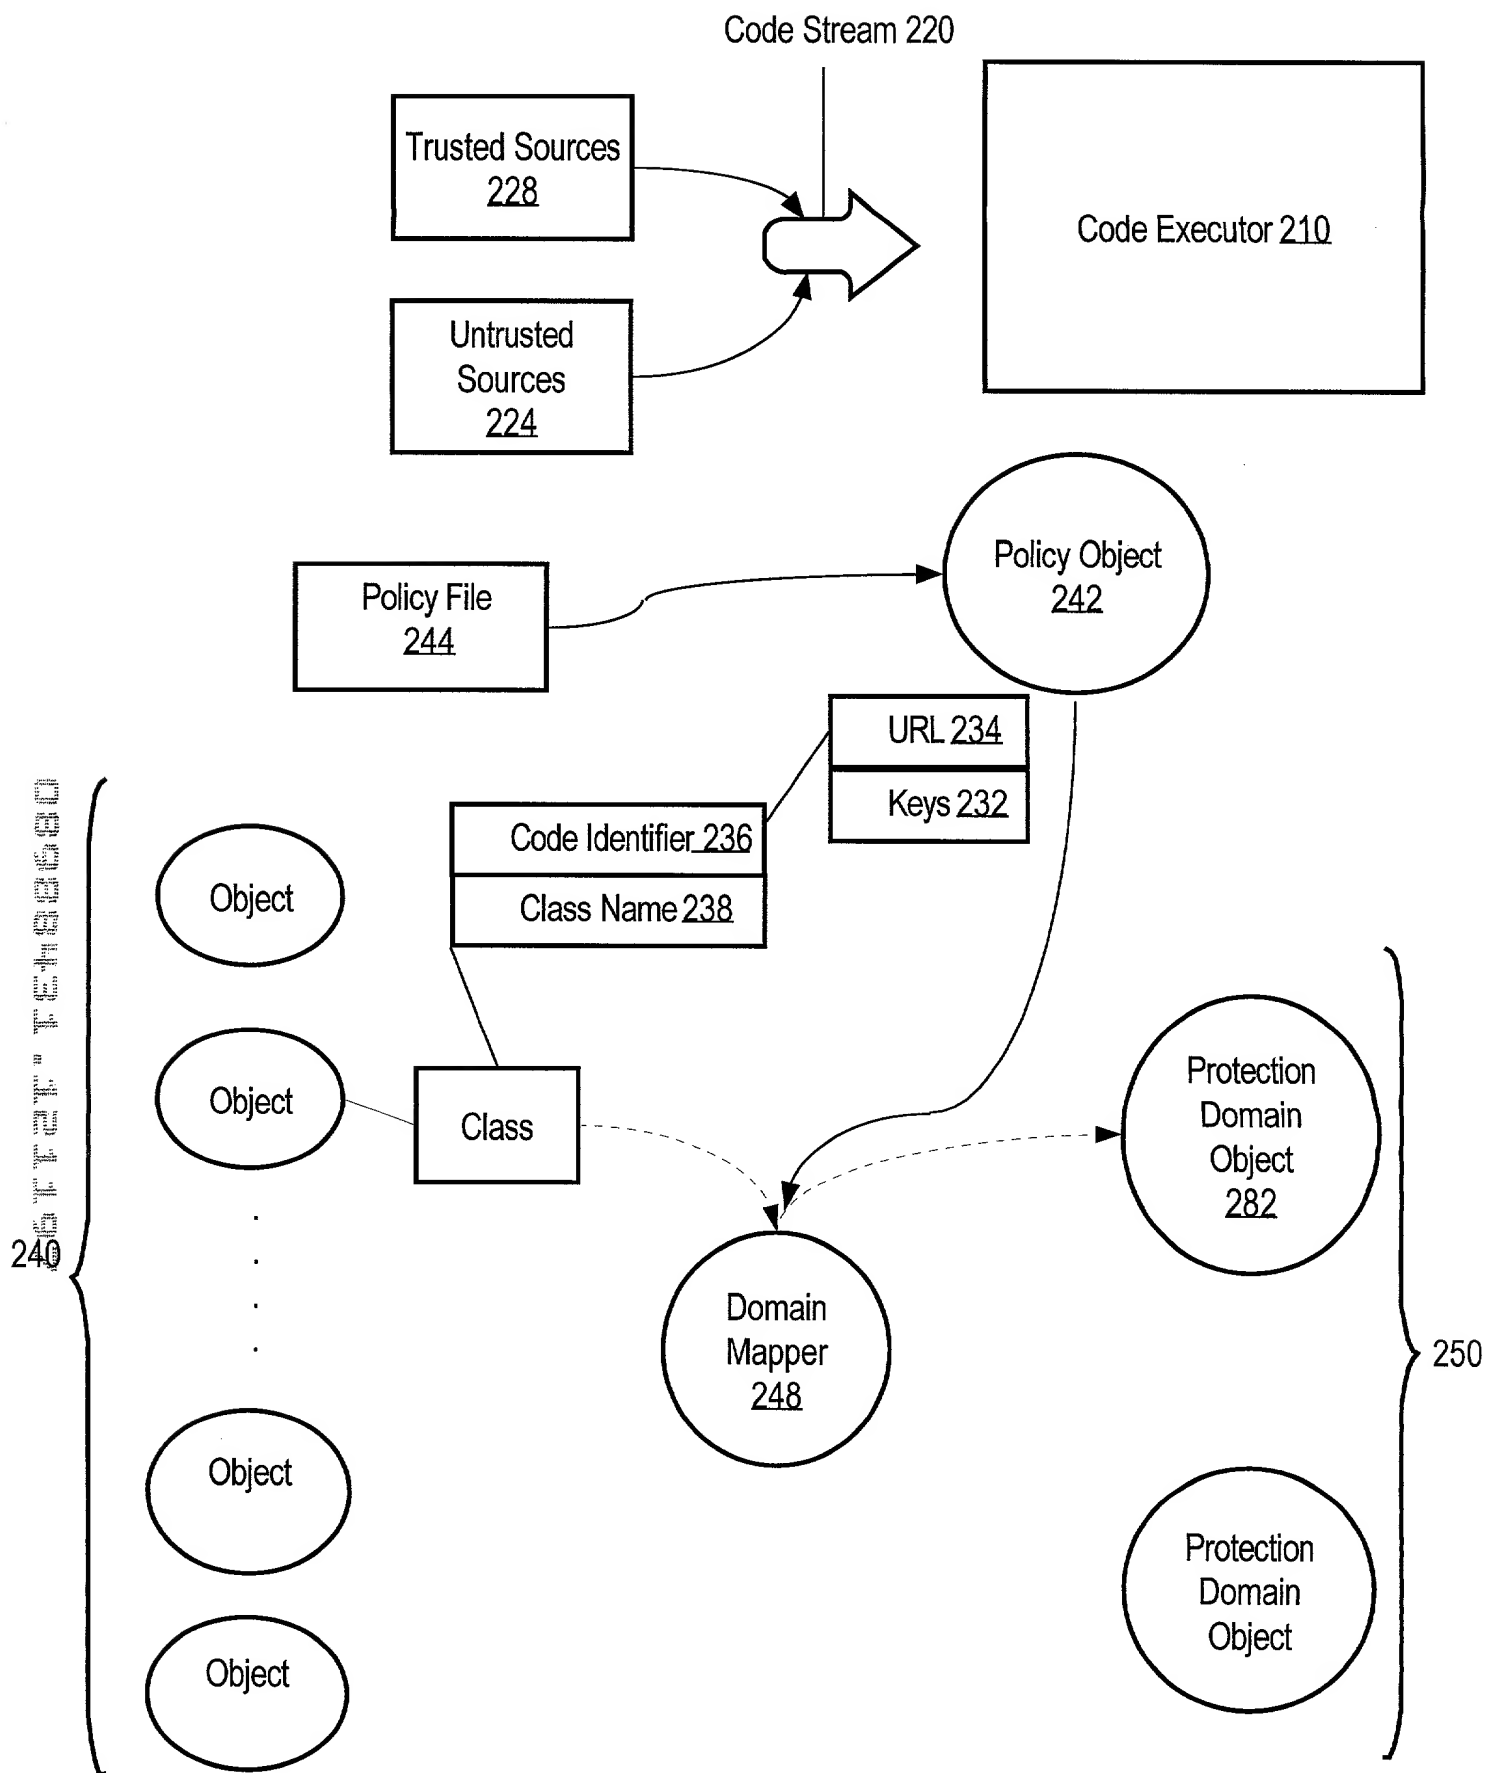 Code Stream 220
Trusted Sources
228
Code Executor 210
Untrusted
Sources
224
Policy Object
242
Policy File
244
URL 234
Keys 232
Code Identifier 236
Class Name 238
Object
Object
Class
Protection
Domain
Object
282
240
Domain
Mapper
248
250
Object
Protection
Domain
Object
Object